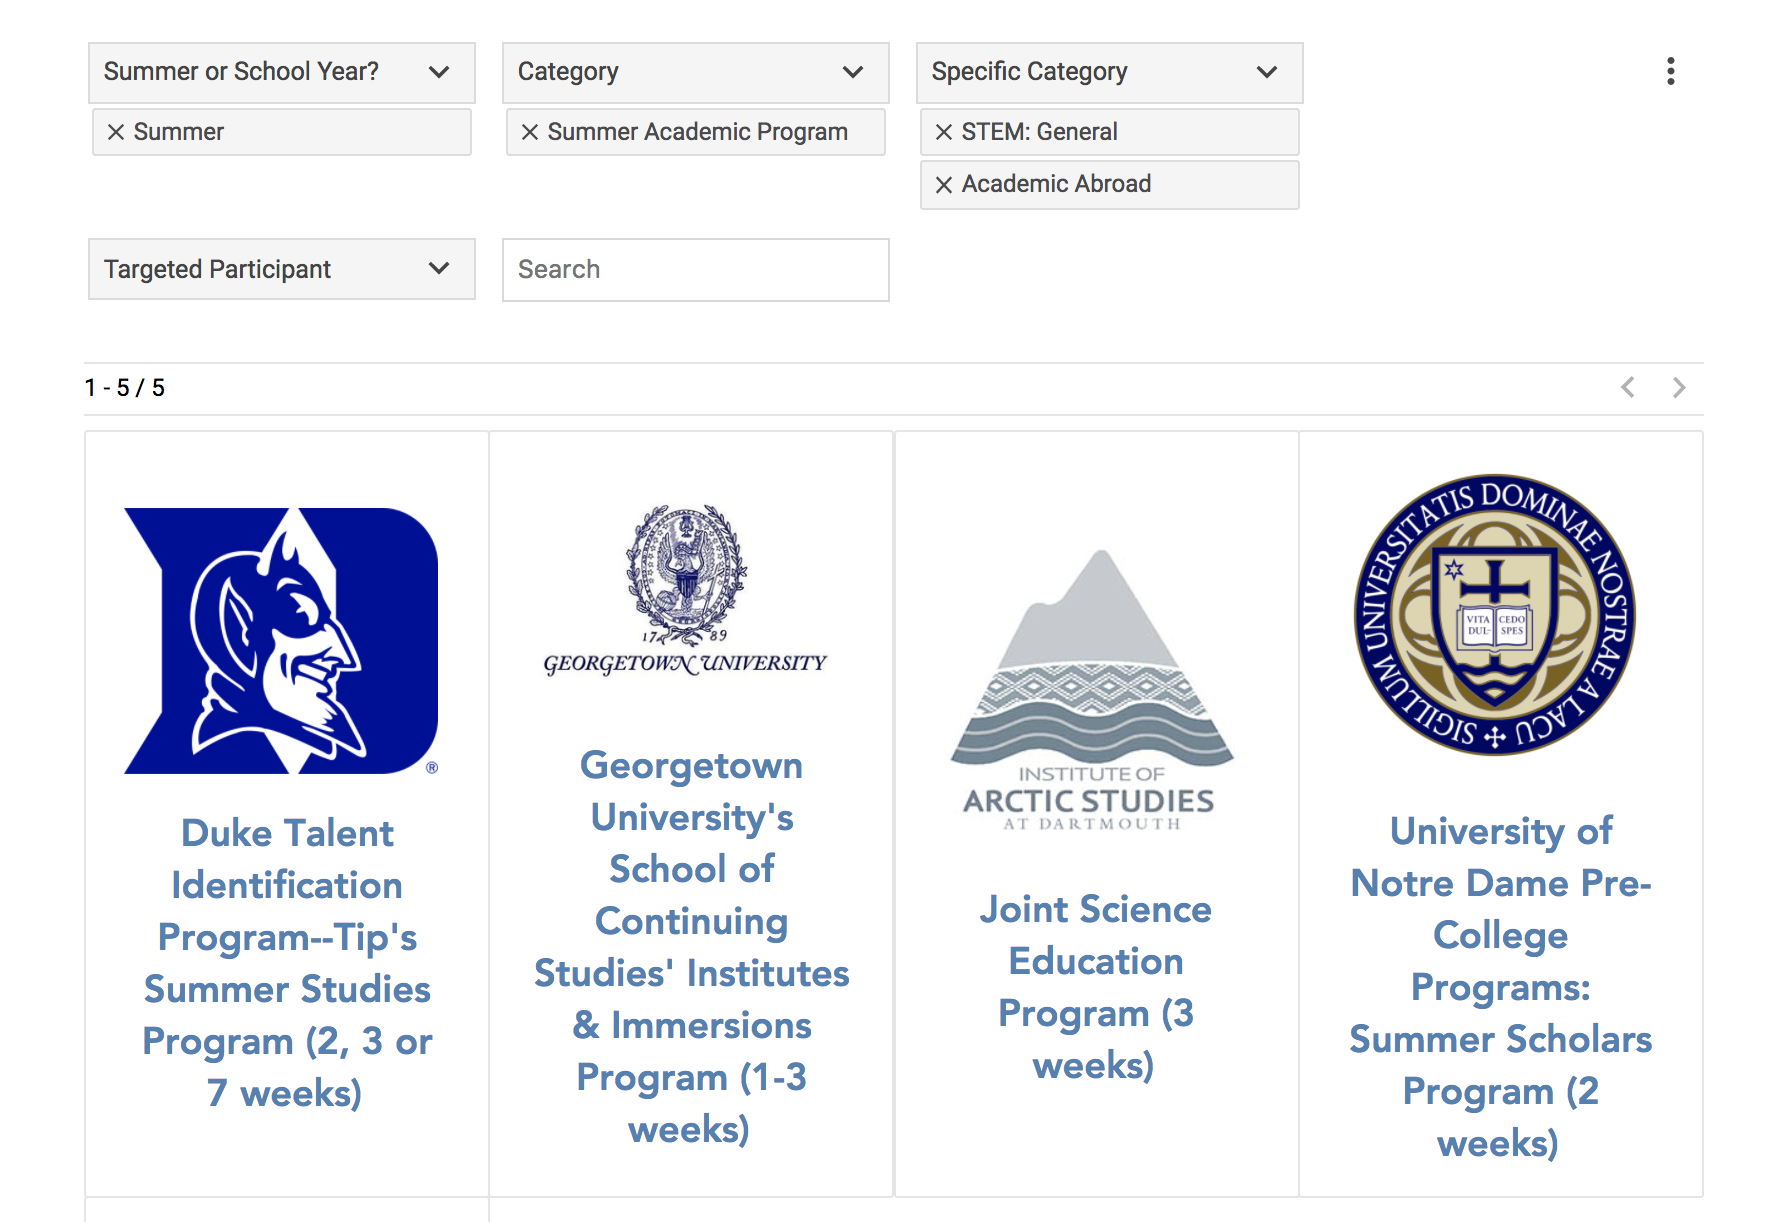 Summer or School Year?
Category
Specific Category
× Summer
× Summer Academic Program
× STEM: General
× Academic Abroad
Targeted Participant
Search
1 - 5 / 5
®
Duke Talent
Identification
Program--Tip's
Summer Studies
Program (2, 3 or
7 weeks)
17 89
GEORGETOWN UNIVERSITY
Georgetown
University's
School of
Continuing
Studies' Institutes
& Immersions
Program (1-3
weeks)
INSTITUTE OF
ARCTIC STUDIES
AT DARTMOUTH
Joint Science
Education
Program (3
weeks)
SIGILLUM UNIVERSITATIS DOMINAE NOSTRAE A LACU
VITA CEDO
DUL- SPES
University of
Notre Dame Pre-
College
Programs:
Summer Scholars
Program (2
weeks)